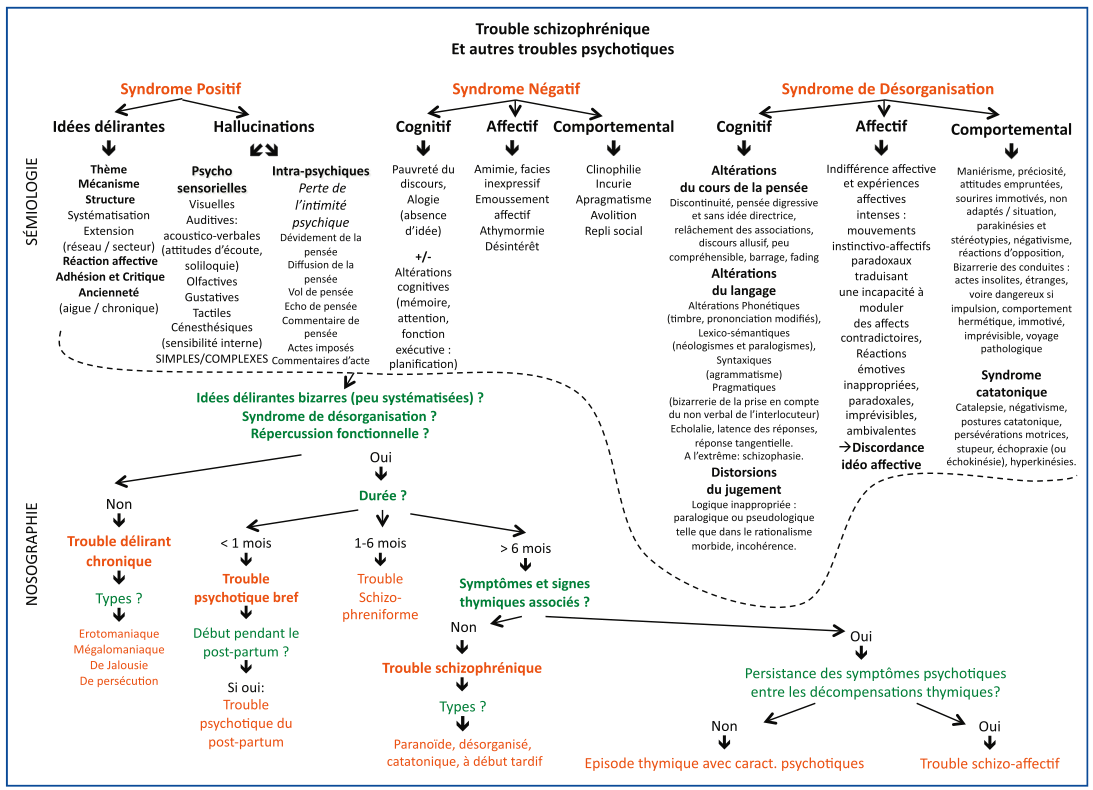 Trouble schizophrénique
Et autres troubles psychotiques
SÉMIOLOGIE
Syndrome Positif
Idées délirantes
Thème
Mécanisme
Structure
Systématisation
Extension
(réseau / secteur)
Réaction affective
Adhésion et Critique
Ancienneté
(aigue / chronique)
Hallucinations
Psycho
sensorielles
Visuelles
Auditives:
acoustico-verbales
(attitudes d’écoute,
soliloquie)
Olfactives
Gustatives
Tactiles
Cénesthésiques
(sensibilité interne)
SIMPLES/COMPLEXES
Intra-psychiques
Perte de
l’intimité
psychique
Dévidement de la
pensée
Diffusion de la
pensée
Vol de pensée
Echo de pensée
Commentaire de
pensée
Actes imposés
Commentaires d’acte
Syndrome Négatif
Cognitif
Pauvreté du
discours,
Alogie
(absence
d’idée)
+/-
Altérations
cognitives
(mémoire,
attention,
fonction
exécutive :
planification)
Affectif
Amimie, facies
inexpressif
Emoussement
affectif
Athymormie
Désintérêt
Comportemental
Clinophilie
Incurie
Apragmatisme
Avolition
Repli social
Syndrome de Désorganisation
Cognitif
Altérations
du cours de la pensée
Discontinuité, pensée digressive
et sans idée directrice,
relâchement des associations,
discours allusif, peu
compréhensible, barrage, fading
Altérations
du langage
Altérations Phonétiques
(timbre, prononciation modifiés),
Lexico-sémantiques
(néologismes et paralogismes),
Syntaxiques
(agrammatisme)
Pragmatiques
(bizarrerie de la prise en compte
du non verbal de l’interlocuteur)
Echolalie, latence des réponses,
réponse tangentielle.
A l’extrême: schizophasie.
Distorsions
du jugement
Logique inappropriée :
paralogique ou pseudologique
telle que dans le rationalisme
morbide, incohérence.
Affectif
Indifférence affective
et expériences
affectives
intenses :
mouvements
instinctivo-affectifs
paradoxaux
traduisant
une incapacité à
moduler
des affects
contradictoires,
Réactions
émotives
inappropriées,
paradoxales,
imprévisibles,
ambivalentes
→Discordance
idéo affective
Comportemental
Maniérisme, préciosité,
attitudes empruntées,
sourires immotivés, non
adaptés / situation,
parakinésies et
stéréotypies, négativisme,
réactions d’opposition,
Bizarrerie des conduites :
actes insolites, étranges,
voire dangereux si
impulsion, comportement
hermétique, immotivé,
imprévisible, voyage
pathologique
Syndrome
catatonique
Catalepsie, négativisme,
postures catatonique,
persévérations motrices,
stupeur, échopraxie (ou
échokinésie), hyperkinésies.
NOSOGRAPHIE
Idées délirantes bizarres (peu systématisées) ?
Syndrome de désorganisation ?
Répercussion fonctionnelle ?
Non
Trouble délirant
chronique
Types ?
Erotomaniaque
Mégalomaniaque
De Jalousie
De persécution
Oui
Durée ?
< 1 mois
Trouble
psychotique bref
Début pendant le
post-partum ?
Si oui:
Trouble
psychotique du
post-partum
1-6 mois
Trouble
Schizo-
phreniforme
> 6 mois
Symptômes et signes
thymiques associés ?
Non
Trouble schizophrénique
Types ?
Paranoïde, désorganisé,
catatonique, à début tardif
Oui
Persistance des symptômes psychotiques
entre les décompensations thymiques?
Non
Episode thymique avec caract. psychotiques
Oui
Trouble schizo-affectif